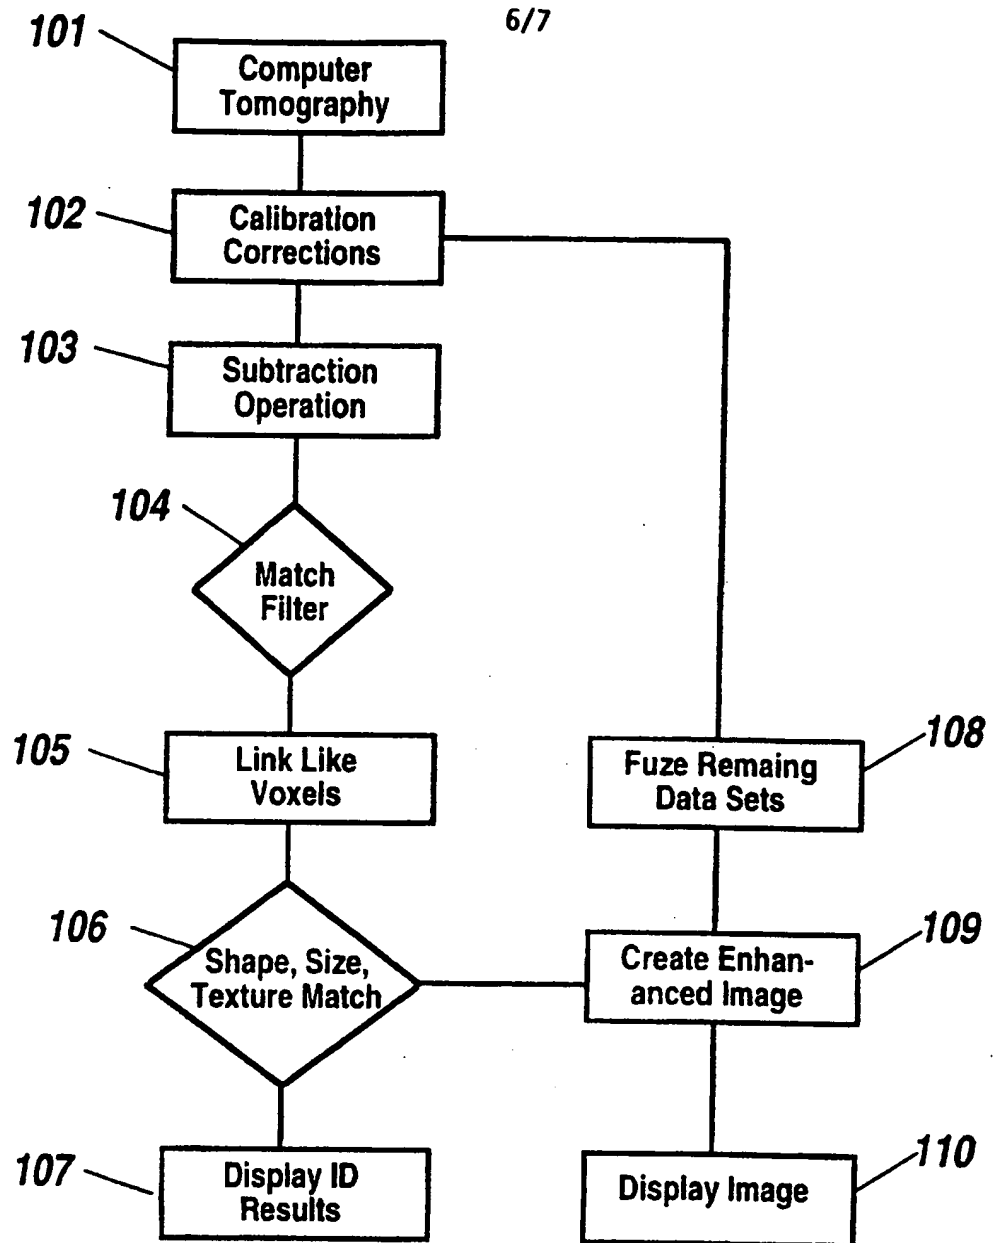 6/7
101
Computer
Tomography
102
Calibration
Corrections
103
Subtraction
Operation
104
Match
Filter
105
Link Like
Voxels
108
Fuze Remaing
Data Sets
106
Shape, Size,
Texture Match
109
Create Enhan-
anced Image
107
Display ID
Results
110
Display Image